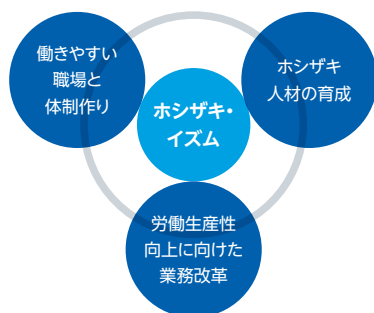 働きやすい
職場と
体制作り
ホシザキ
人材の育成
ホシザキ・
イズム
労働生産性
向上に向けた
業務改革